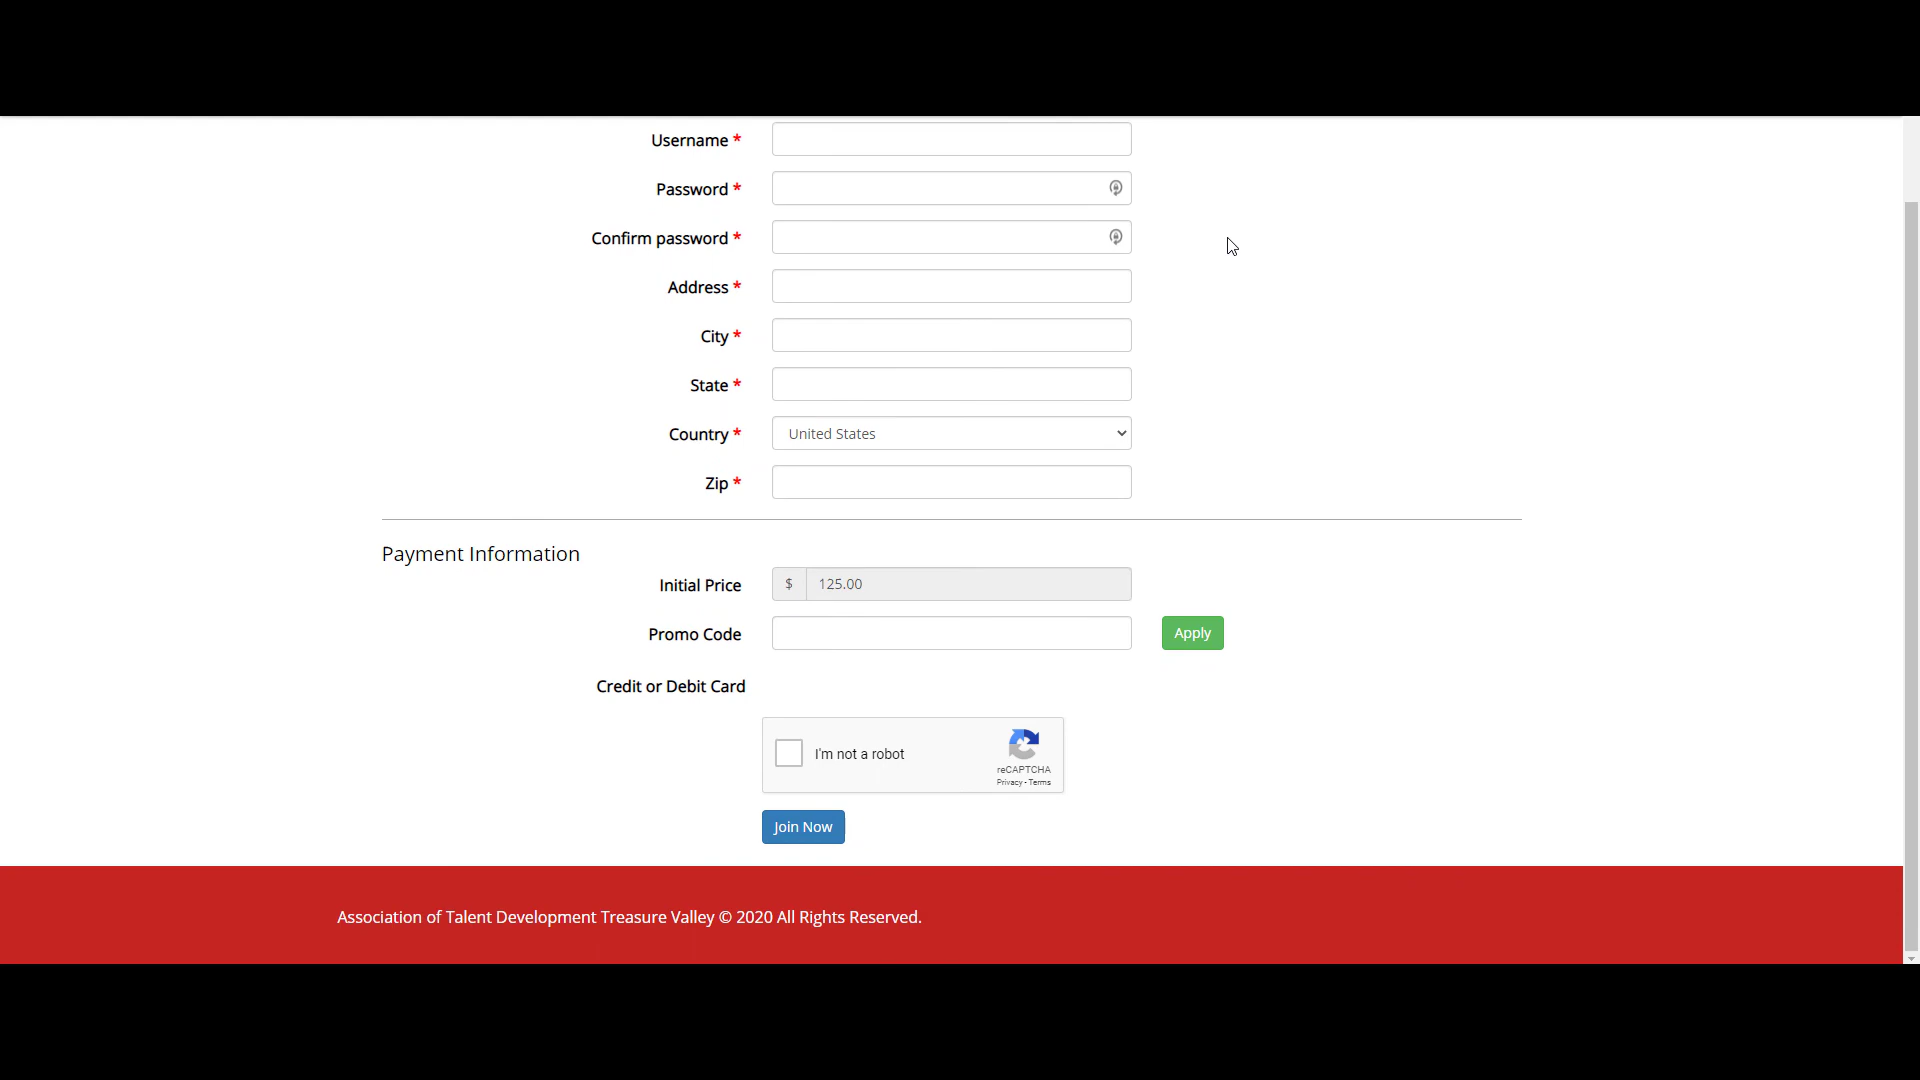 Username *
Password *
Confirm password *
Address *
City *
State *
Country * United States
Zip *
Payment Information
Initial Price $ 125.00
Promo Code Apply
Credit or Debit Card
I'm not a robot
reCAPTCHA
Privacy - Terms
Join Now
Association of Talent Development Treasure Valley © 2020 All Rights Reserved.